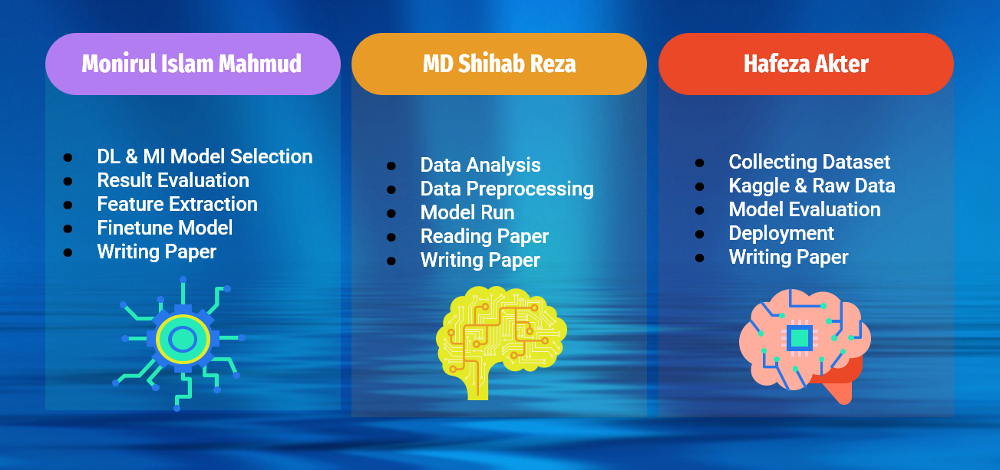 Monirul Islam Mahmud
● DL & Ml Model Selection
● Result Evaluation
● Feature Extraction
● Finetune Model
● Writing Paper
MD Shihab Reza
● Data Analysis
● Data Preprocessing
● Model Run
● Reading Paper
● Writing Paper
Hafeza Akter
● Collecting Dataset
● Kaggle & Raw Data
● Model Evaluation
● Deployment
● Writing Paper